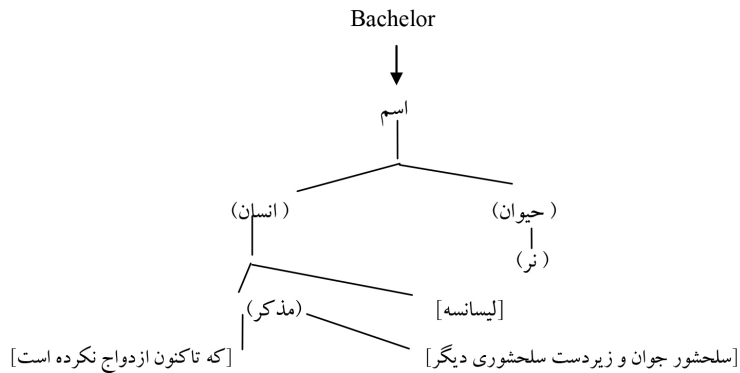 Bachelor
اسم
(حیوان) (انسان)
(نر)
[لیسانسه] (مذکر)
[سلحشور جوان و زیردست سلحشوری دیگر] [که تاکنون ازدواج نکرده است]